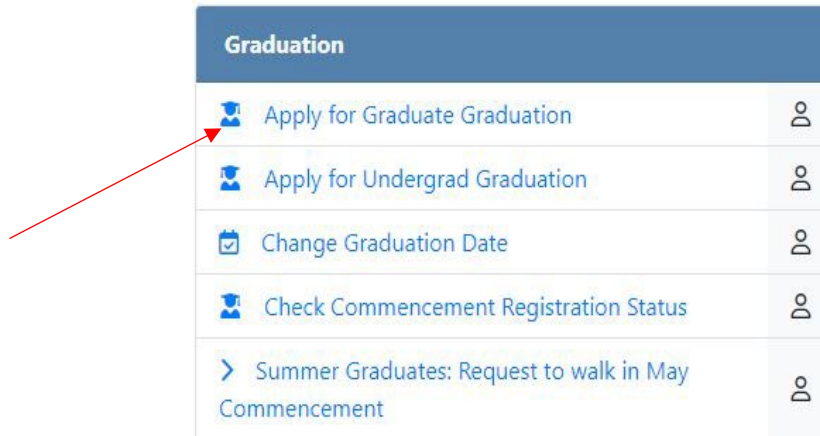 Graduation
Apply for Graduate Graduation
Apply for Undergrad Graduation
Change Graduation Date
Check Commencement Registration Status
Summer Graduates: Request to walk in May
Commencement